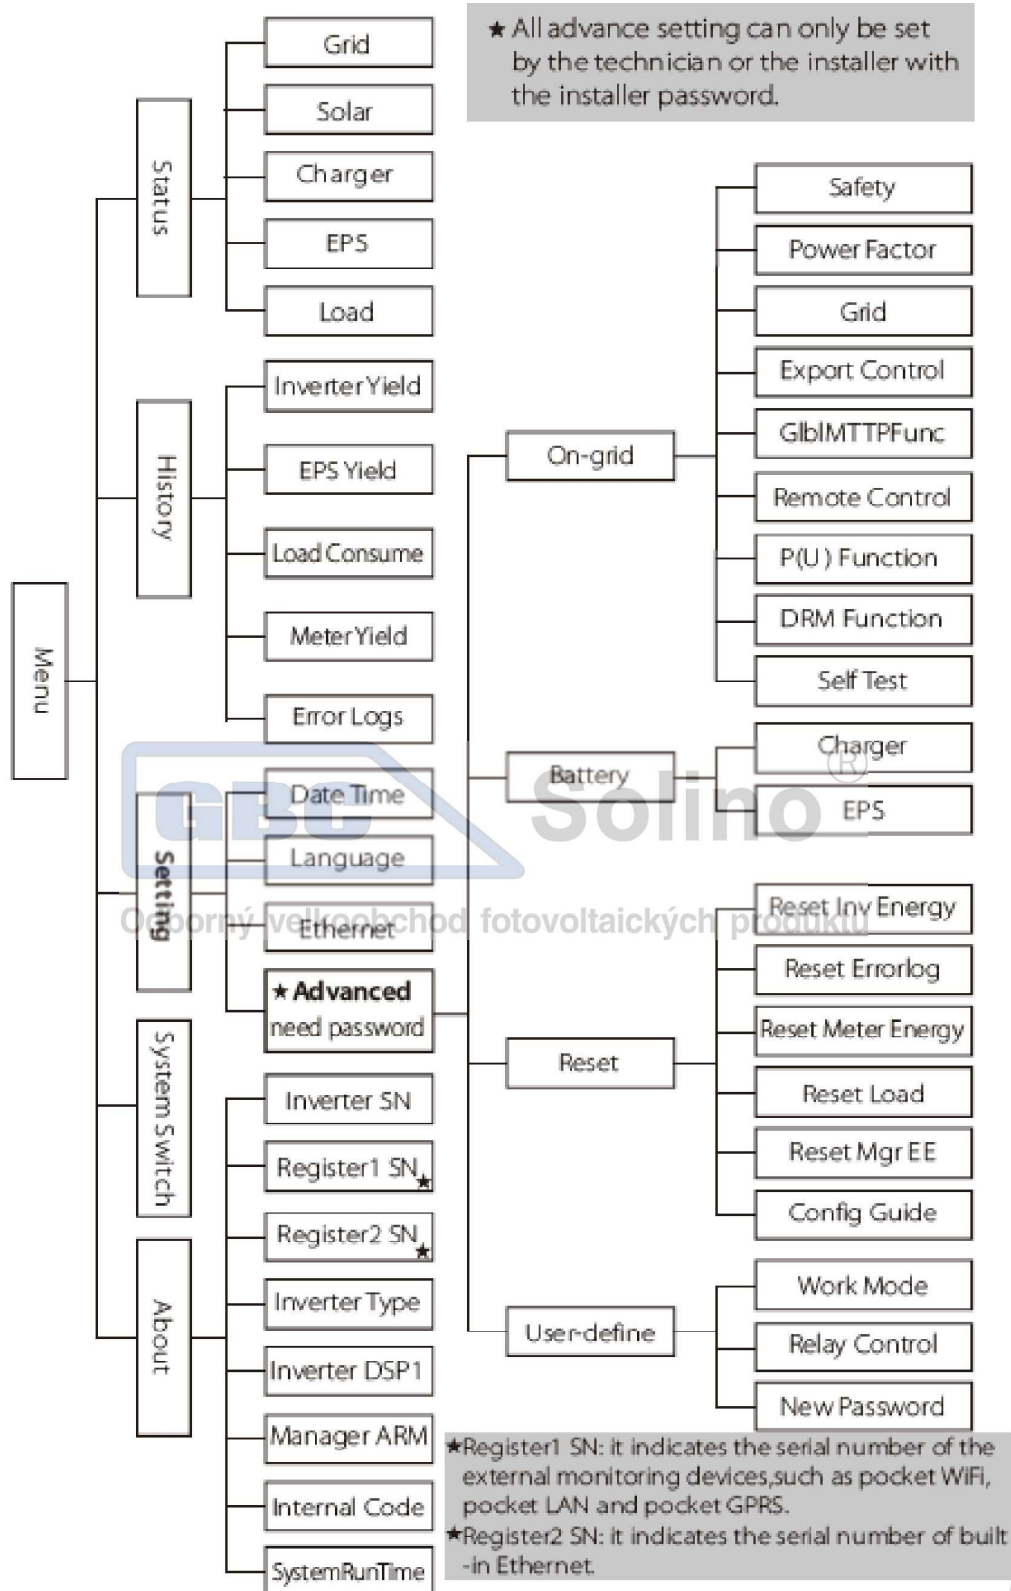 ★ All advance setting can only be set
by the technician or the installer with
the installer password.
Menu
Status
Grid
Solar
Charger
EPS
Load
History
Inverter Yield
EPS Yield
Load Consume
Meter Yield
Error Logs
Setting
Date Time
Language
Ethernet
★ Advanced
need password
System Switch
About
Inverter SN
Register1 SN★
Register2 SN★
Inverter Type
Inverter DSP1
Manager ARM
Internal Code
SystemRunTime
On-grid
Safety
Power Factor
Grid
Export Control
GlblMTTPFunc
Remote Control
P(U) Function
DRM Function
Self Test
Battery
Charger
EPS
Reset
Reset Inv Energy
Reset Errorlog
Reset Meter Energy
Reset Load
Reset Mgr EE
Config Guide
User-define
Work Mode
Relay Control
New Password
★Register1 SN: it indicates the serial number of the
external monitoring devices,such as pocket WiFi,
pocket LAN and pocket GPRS.
★Register2 SN: it indicates the serial number of built
-in Ethernet.
GBC Solino®
Odborný velkoobchod fotovoltaických produktů